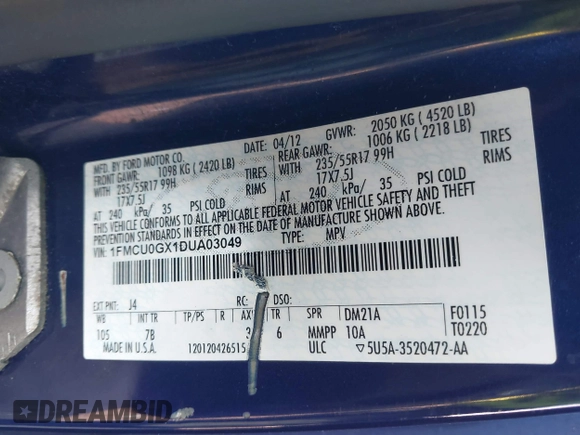 MFD. BY FORD MOTOR CO. DATE: 04/12 GVWR: 2050 KG ( 4520 LB)
FRONT GAWR: 1098 KG ( 2420 LB) REAR GAWR: 1006 KG ( 2218 LB)
WITH 235/55R17 99H TIRES WITH 235/55R17 99H TIRES
17X7.5J RIMS 17X7.5J RIMS
AT 240 kPa/ 35 PSI COLD AT 240 kPa/ 35 PSI COLD
THIS VEHICLE CONFORMS TO ALL APPLICABLE FEDERAL MOTOR VEHICLE SAFETY AND THEFT
PREVENTION STANDARDS IN EFFECT ON THE DATE OF MANUFACTURE SHOWN ABOVE.
VIN: 1FMCU0GX1DUA03049 TYPE: MPV
EXT PNT: J4 RC: DSO:
WB INT TR TP/PS R AX TR SPR DM21A F0115
105 7B 3 6 MMPP 10A T0220
MADE IN U.S.A. 120120426515 ULC ▽5U5A-3520472-AA
DREAMBID